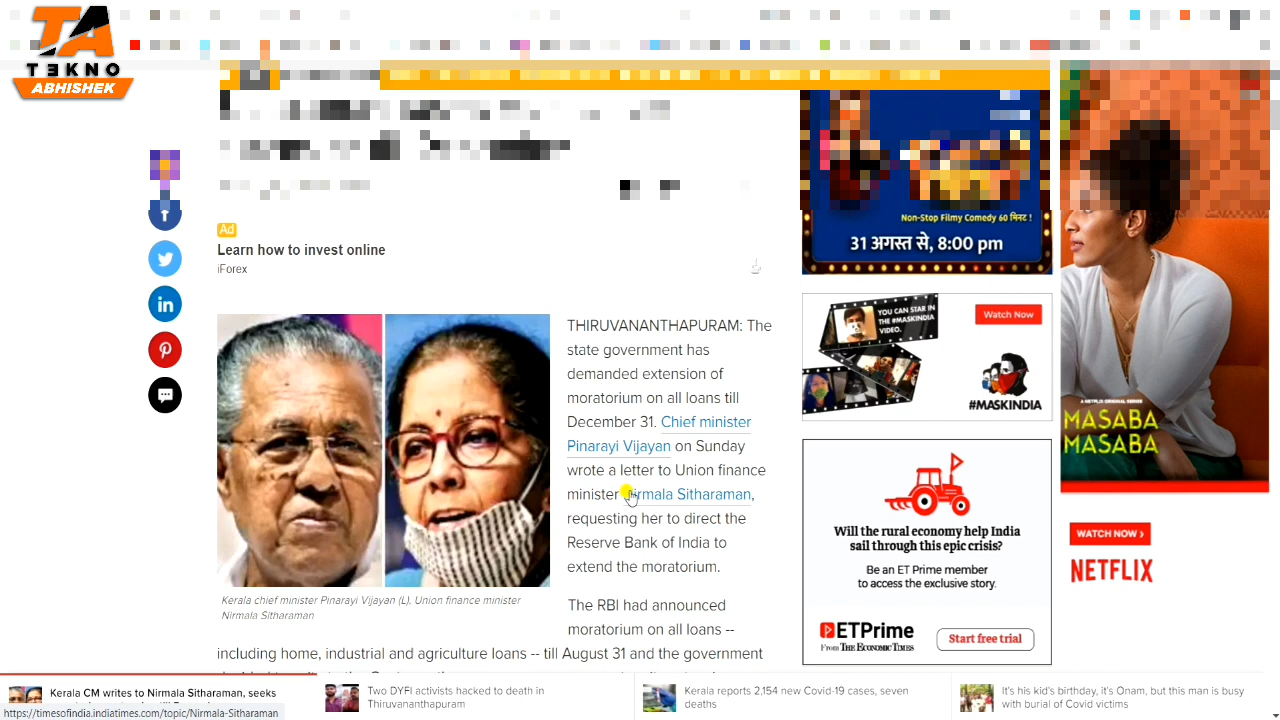 TA
TEKNO
ABHISHEK
Ad
Learn how to invest online
iForex
THIRUVANANTHAPURAM: The
state government has
demanded extension of
moratorium on all loans till
December 31. Chief minister
Pinarayi Vijayan on Sunday
wrote a letter to Union finance
minister Nirmala Sitharaman,
requesting her to direct the
Reserve Bank of India to
extend the moratorium.
Kerala chief minister Pinarayi Vijayan (L), Union finance minister
Nirmala Sitharaman
The RBI had announced
moratorium on all loans --
including home, industrial and agriculture loans -- till August 31 and the government
Non-Stop Filmy Comedy 60 मिनट !
31 अगस्त से, 8:00 pm
YOU CAN STAR IN
THE #MASKINDIA
VIDEO.
Watch Now
#MASKINDIA
Will the rural economy help India
sail through this epic crisis?
Be an ET Prime member
to access the exclusive story.
ETPrime
From THE ECONOMIC TIMES
Start free trial
A NETFLIX ORIGINAL SERIES
MASABA
MASABA
WATCH NOW >
NETFLIX
Kerala CM writes to Nirmala Sitharaman, seeks
Two DYFI activists hacked to death in
Thiruvananthapuram
Kerala reports 2,154 new Covid-19 cases, seven
deaths
It's his kid's birthday, it's Onam, but this man is busy
with burial of Covid victims
https://timesofindia.indiatimes.com/topic/Nirmala-Sitharaman